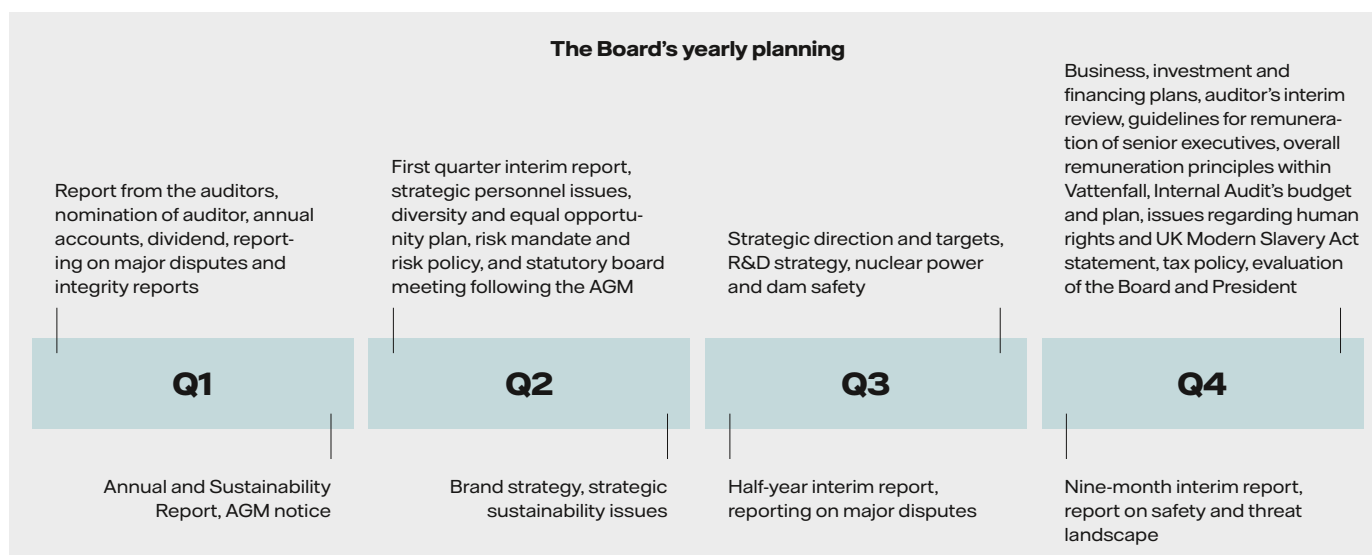 The Board's yearly planning
Report from the auditors,
nomination of auditor, annual
accounts, dividend, report-
ing on major disputes and
integrity reports
First quarter interim report,
strategic personnel issues,
diversity and equal opportu-
nity plan, risk mandate and
risk policy, and statutory board
meeting following the AGM
Strategic direction and targets,
R&D strategy, nuclear power
and dam safety
Business, investment and
financing plans, auditor's interim
review, guidelines for remunera-
tion of senior executives, overall
remuneration principles within
Vattenfall, Internal Audit's budget
and plan, issues regarding human
rights and UK Modern Slavery Act
statement, tax policy, evaluation
of the Board and President
Q1
Q2
Q3
Q4
Annual and Sustainability
Report, AGM notice
Brand strategy, strategic
sustainability issues
Half-year interim report,
reporting on major disputes
Nine-month interim report,
report on safety and threat
landscape